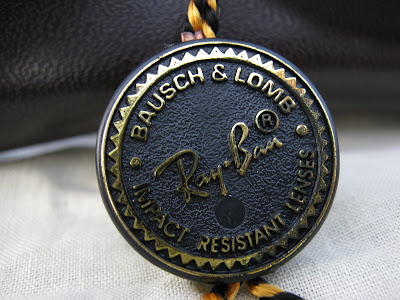 BAUSCH & LOMB
Ray-Ban ®
IMPACT RESISTANT LENSES